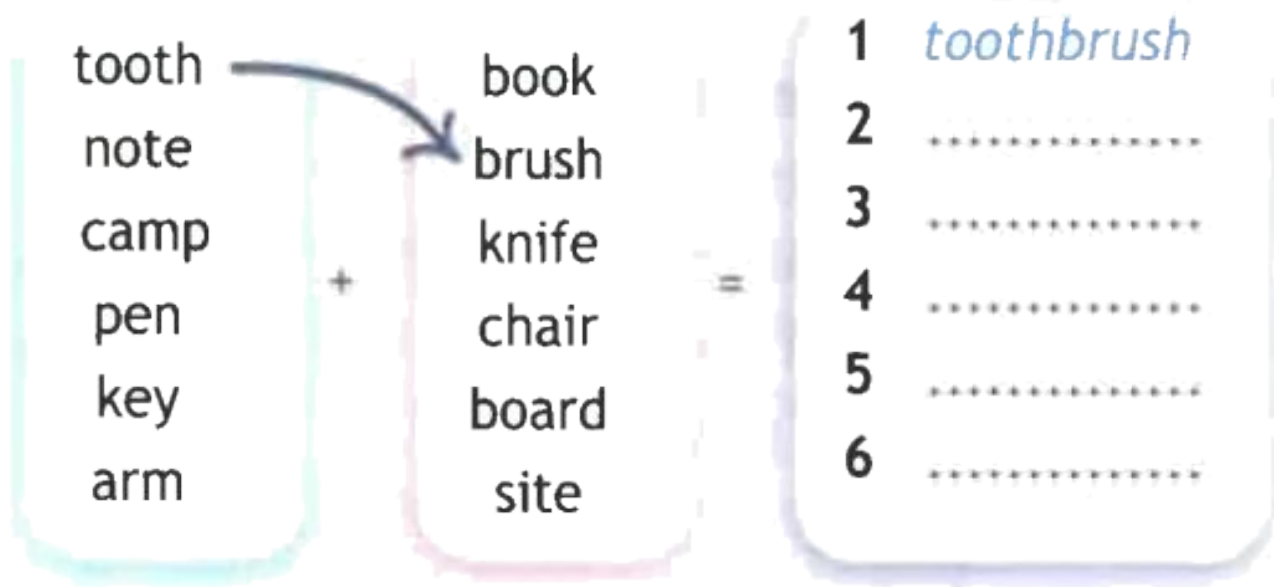 tooth
note
camp
pen
key
arm
+
book
brush
knife
chair
board
site
=
1 toothbrush
2 ..............
3 ..............
4 ..............
5 ..............
6 ..............